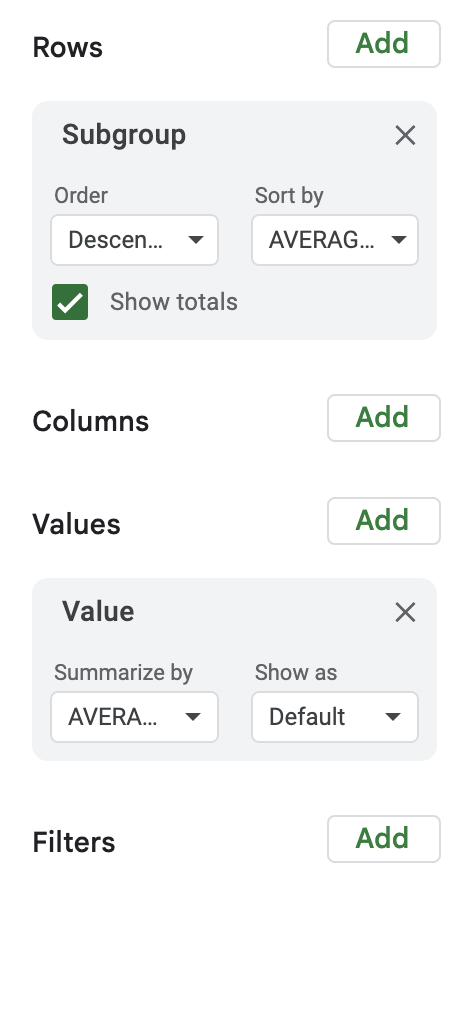 Rows Add
Subgroup
Order Sort by
Descen... AVERAG...
Show totals
Columns Add
Values Add
Value
Summarize by Show as
AVERA... Default
Filters Add